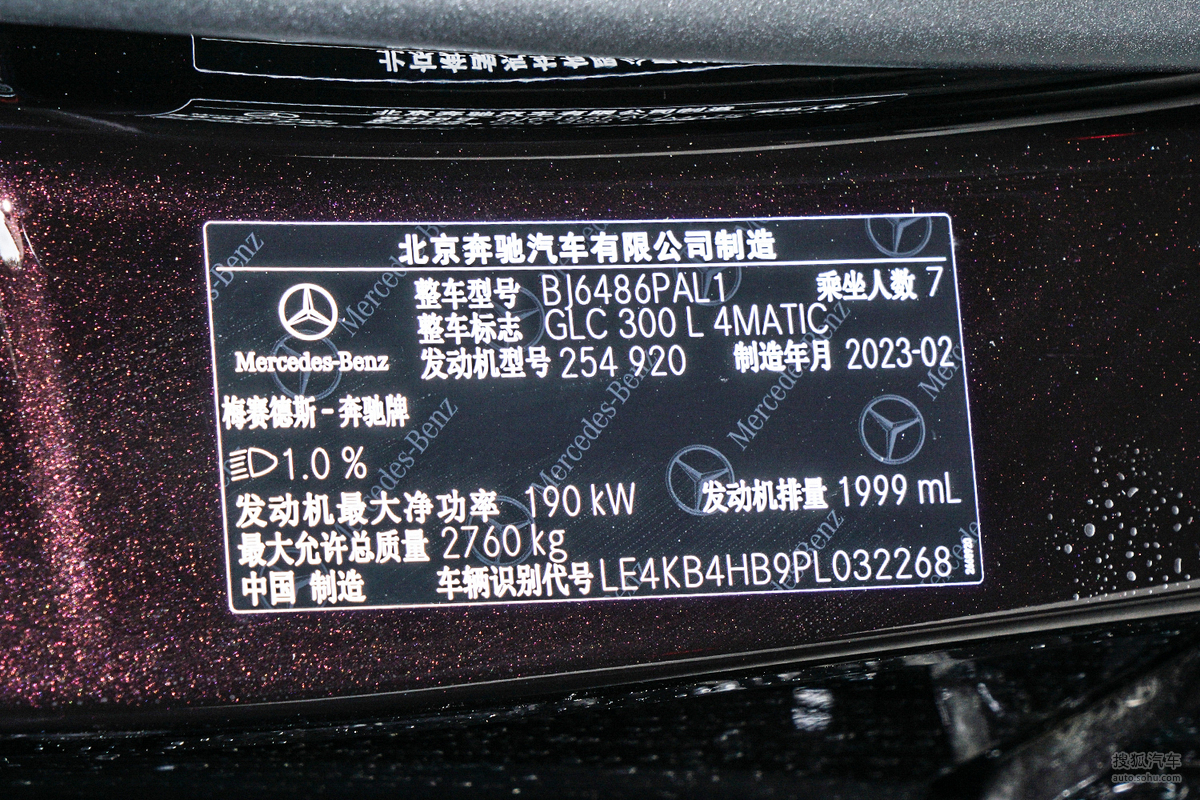 北京奔驰汽车有限公司制造
整车型号 BJ6486PAL1 乘坐人数 7
整车标志 GLC 300 L 4MATIC
Mercedes-Benz
发动机型号 254 920 制造年月 2023-02
梅赛德斯-奔驰牌
1.0 %
发动机最大净功率 190 kW 发动机排量 1999 mL
最大允许总质量 2760 kg
中国 制造 车辆识别代号 LE4KB4HB9PL032268
搜狐汽车
auto.sohu.com